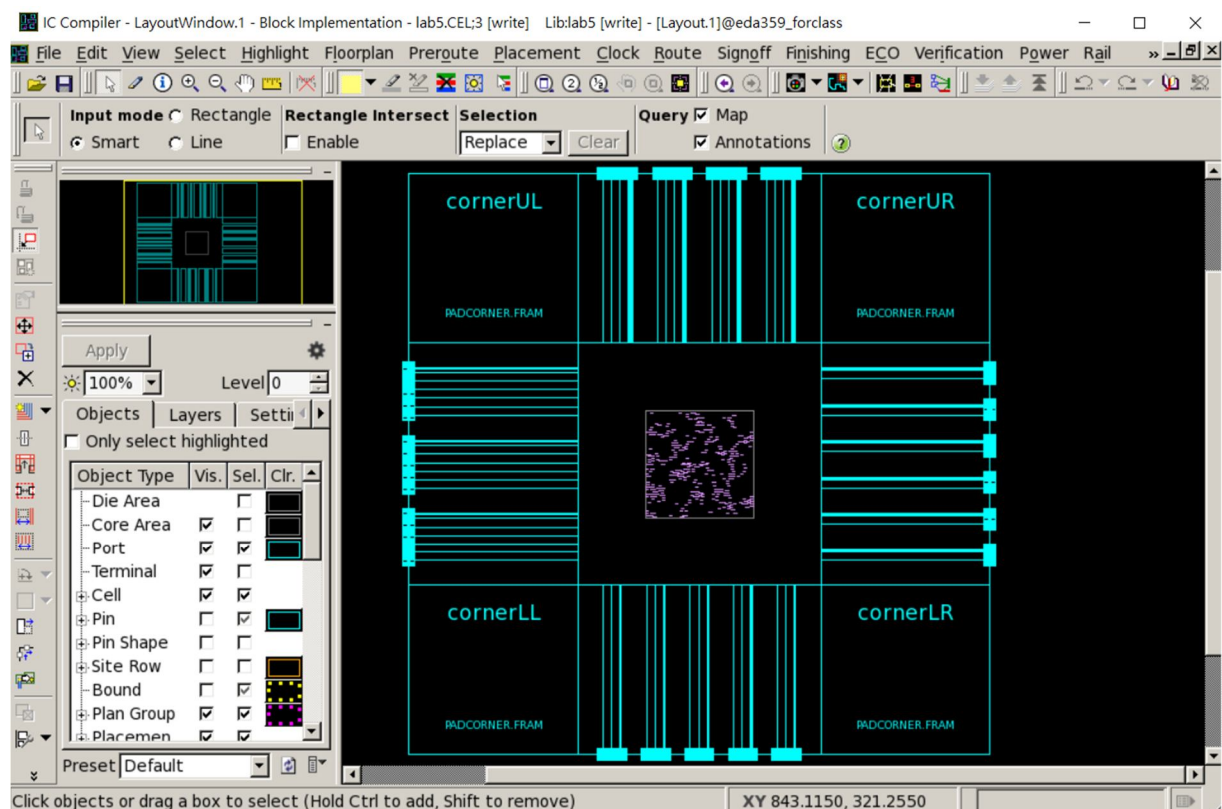 IC Compiler - LayoutWindow.1 - Block Implementation - lab5.CEL;3 [write] Lib:lab5 [write] - [Layout.1]@eda359_forclass
File Edit View Select Highlight Floorplan Preroute Placement Clock Route Signoff Finishing ECO Verification Power Rail »
Input mode Rectangle Rectangle Intersect Selection Query Map
Smart Line Enable Replace Clear Annotations
cornerUL cornerUR
PADCORNER.FRAM PADCORNER.FRAM
Apply
100% Level 0
Objects Layers Settin
Only select highlighted
Object Type Vis. Sel. Clr.
Die Area
Core Area
Port
Terminal
Cell
Pin
Pin Shape
Site Row
Bound
Plan Group
Placemen
cornerLL cornerLR
PADCORNER.FRAM PADCORNER.FRAM
Preset Default
Click objects or drag a box to select (Hold Ctrl to add, Shift to remove) XY 843.1150, 321.2550